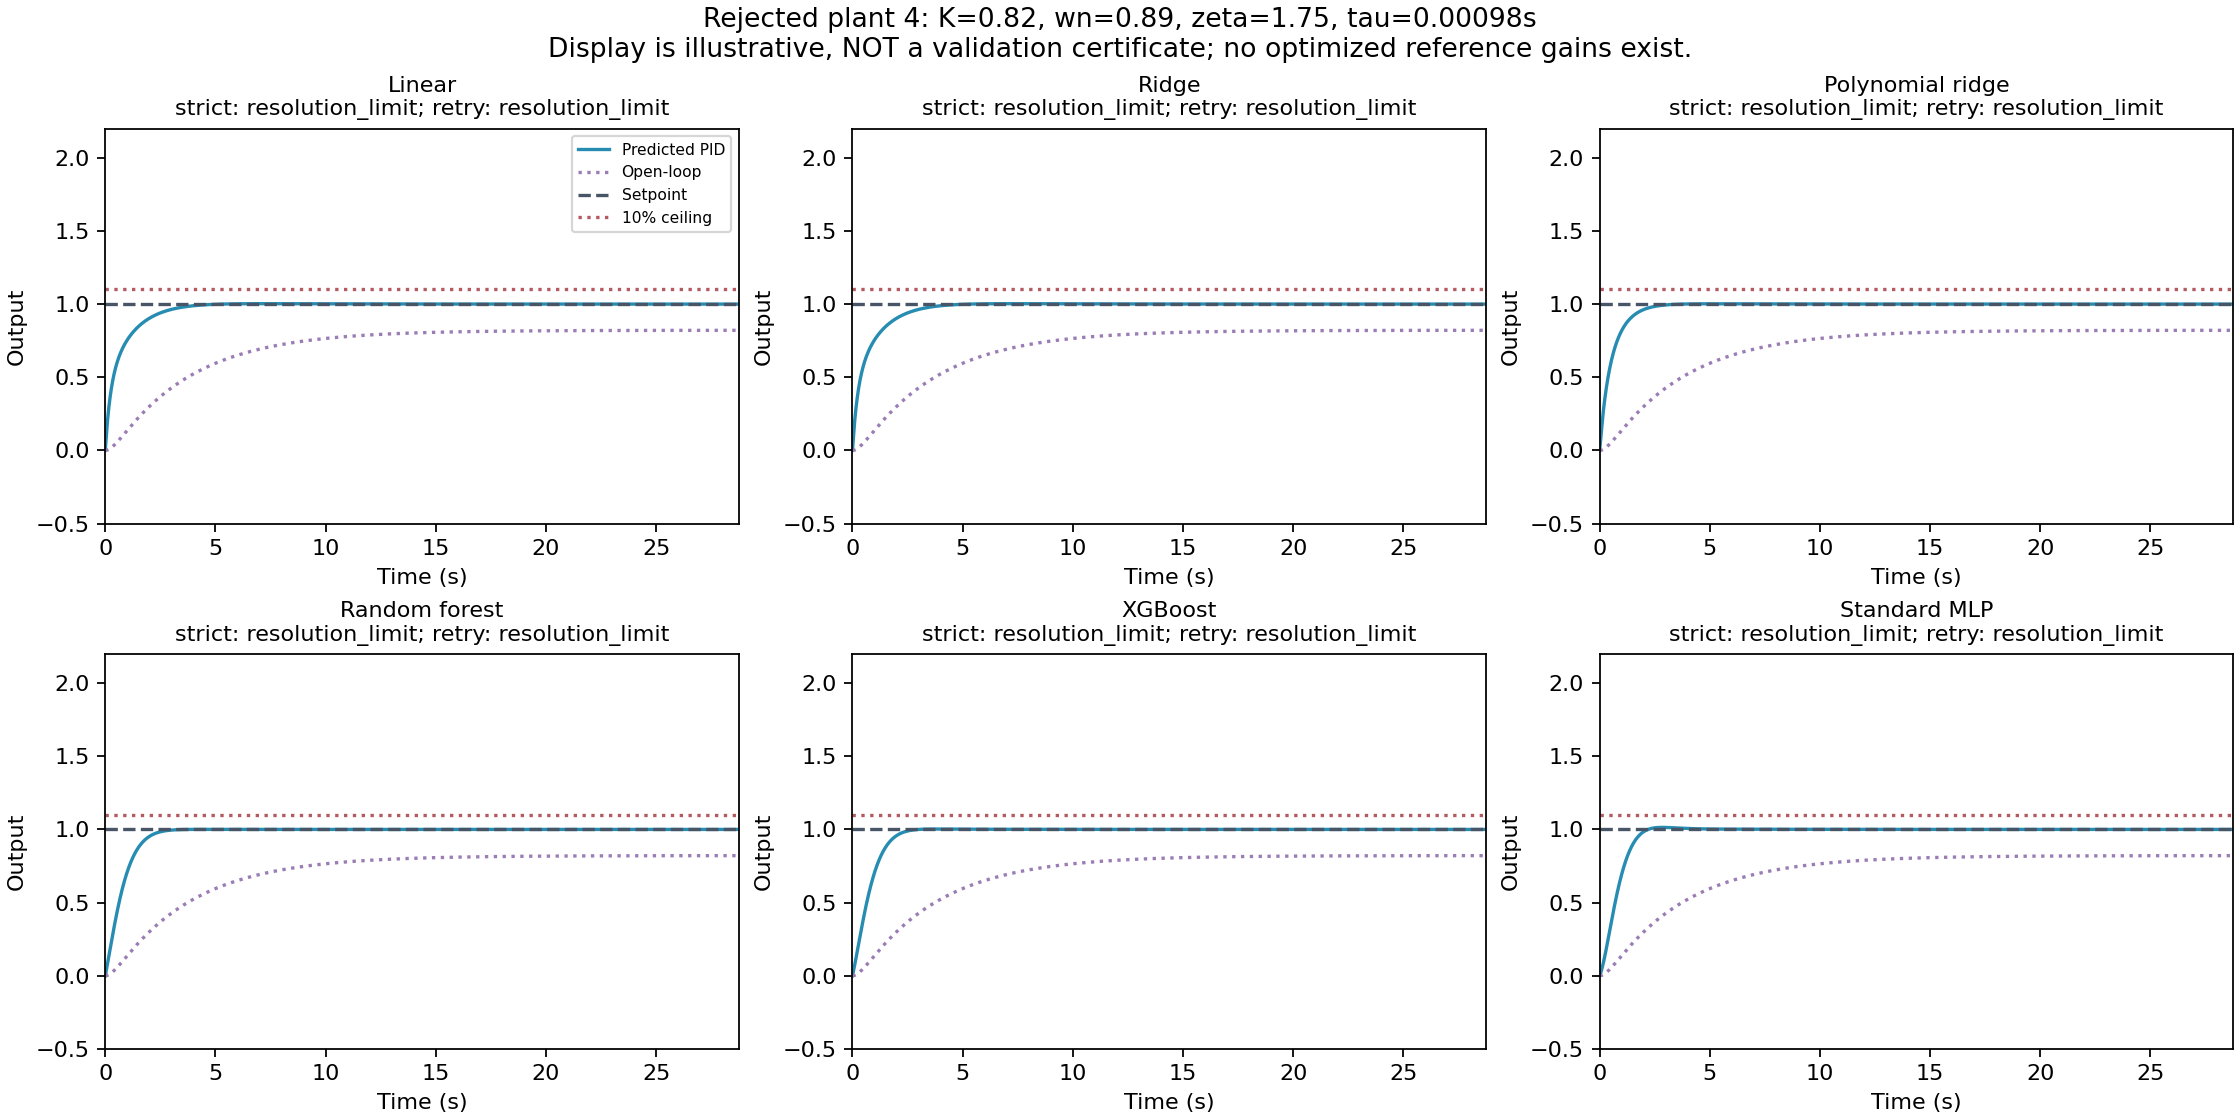 Rejected plant 4: K=0.82, wn=0.89, zeta=1.75, tau=0.00098s
Display is illustrative, NOT a validation certificate; no optimized reference gains exist.
Linear
strict: resolution_limit; retry: resolution_limit
2.0
1.5
1.0
0.5
0.0
−0.5
Output
Predicted PID
Open-loop
Setpoint
10% ceiling
0 5 10 15 20 25
Time (s)
Ridge
strict: resolution_limit; retry: resolution_limit
2.0
1.5
1.0
0.5
0.0
−0.5
Output
0 5 10 15 20 25
Time (s)
Polynomial ridge
strict: resolution_limit; retry: resolution_limit
2.0
1.5
1.0
0.5
0.0
−0.5
Output
0 5 10 15 20 25
Time (s)
Random forest
strict: resolution_limit; retry: resolution_limit
2.0
1.5
1.0
0.5
0.0
−0.5
Output
0 5 10 15 20 25
Time (s)
XGBoost
strict: resolution_limit; retry: resolution_limit
2.0
1.5
1.0
0.5
0.0
−0.5
Output
0 5 10 15 20 25
Time (s)
Standard MLP
strict: resolution_limit; retry: resolution_limit
2.0
1.5
1.0
0.5
0.0
−0.5
Output
0 5 10 15 20 25
Time (s)